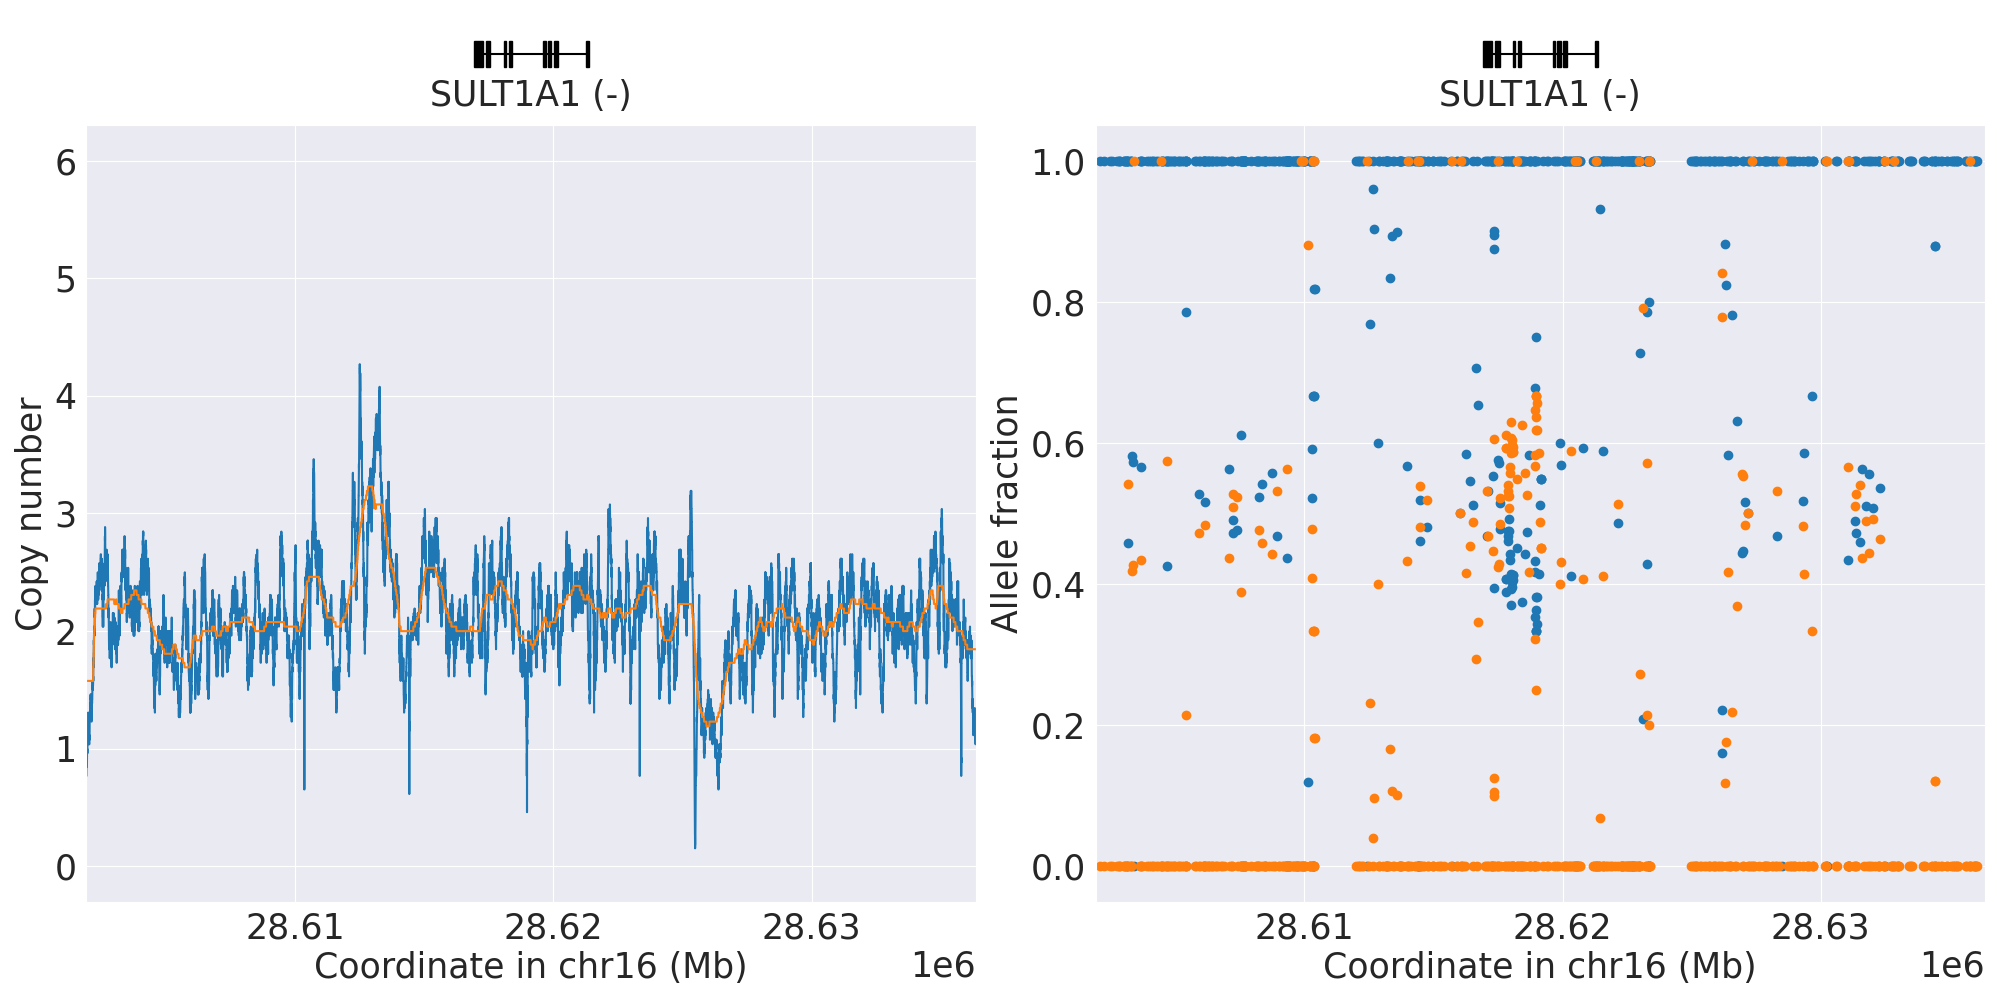 SULT1A1 (-)
Copy number
6
5
4
3
2
1
0
28.61
28.62
28.63
Coordinate in chr16 (Mb)
1e6
SULT1A1 (-)
Allele fraction
1.0
0.8
0.6
0.4
0.2
0.0
28.61
28.62
28.63
Coordinate in chr16 (Mb)
1e6